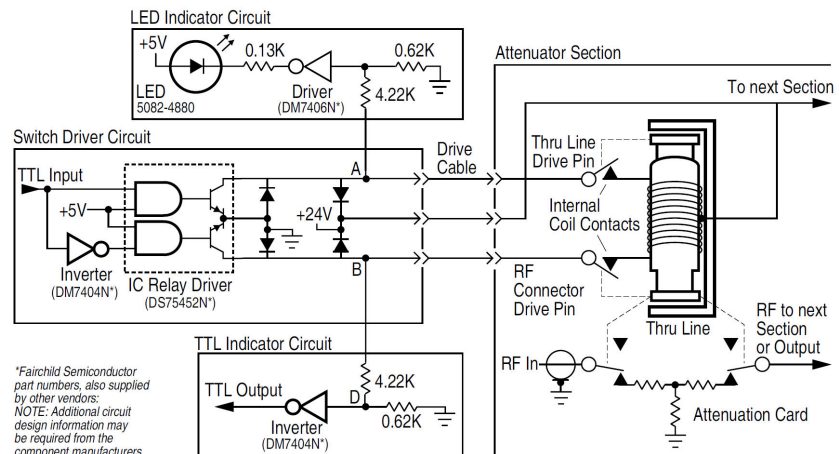 LED Indicator Circuit
+5V
0.13K
0.62K
LED
5082-4880
Driver
(DM7406N*)
4.22K
Attenuator Section
To next Section
Switch Driver Circuit
TTL Input
A
Drive
Cable
Thru Line
Drive Pin
+5V
+24V
Internal
Coil Contacts
Inverter
(DM7404N*)
IC Relay Driver
(DS75452N*)
B
RF
Connector
Drive Pin
Thru Line
RF to next
Section
or Output
TTL Indicator Circuit
RF In
*Fairchild Semiconductor
part numbers, also supplied
by other vendors:
NOTE: Additional circuit
design information may
be required from the
component manufacturers
TTL Output
4.22K
D
0.62K
Inverter
(DM7404N*)
Attenuation Card